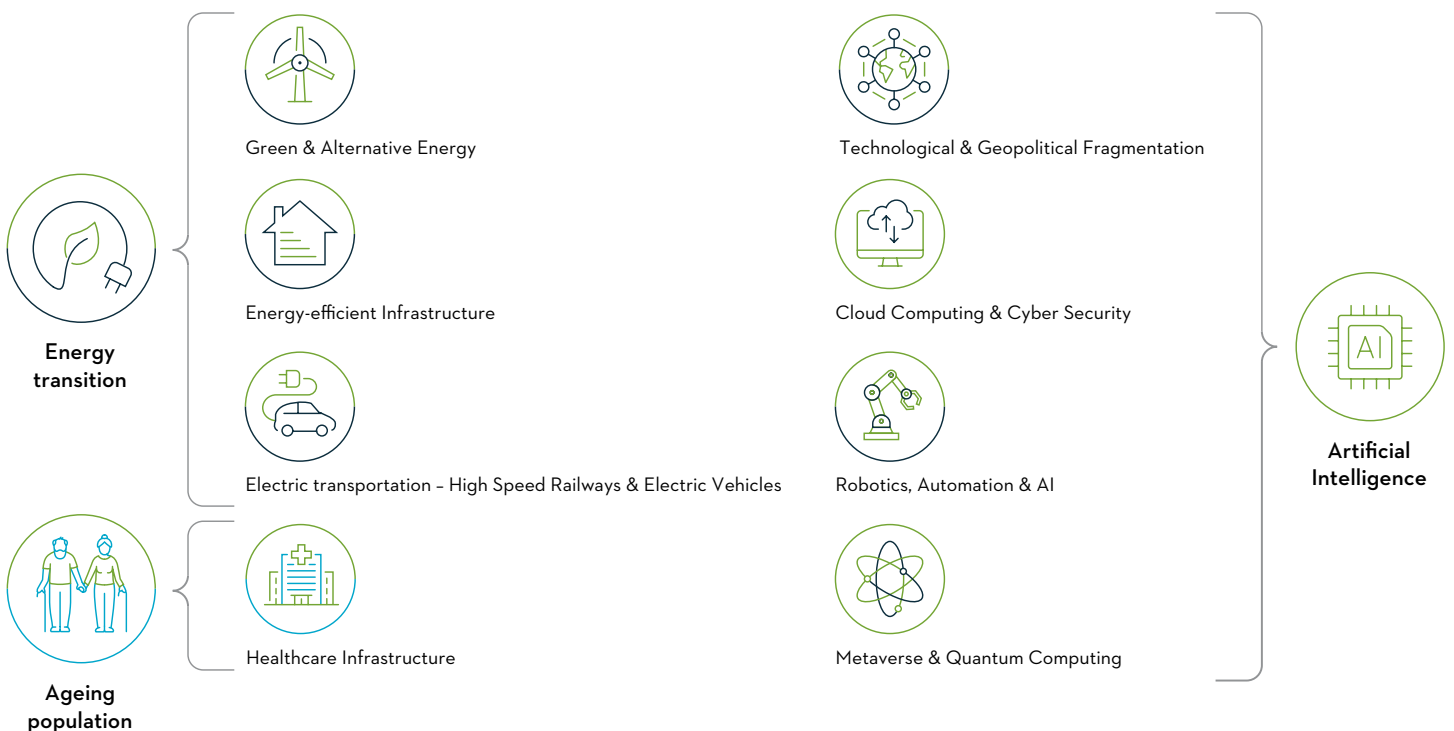 Green & Alternative Energy
Energy-efficient Infrastructure
Electric transportation – High Speed Railways & Electric Vehicles
Energy
transition
Healthcare Infrastructure
Ageing
population
Technological & Geopolitical Fragmentation
Cloud Computing & Cyber Security
Robotics, Automation & AI
Metaverse & Quantum Computing
AI
Artificial
Intelligence